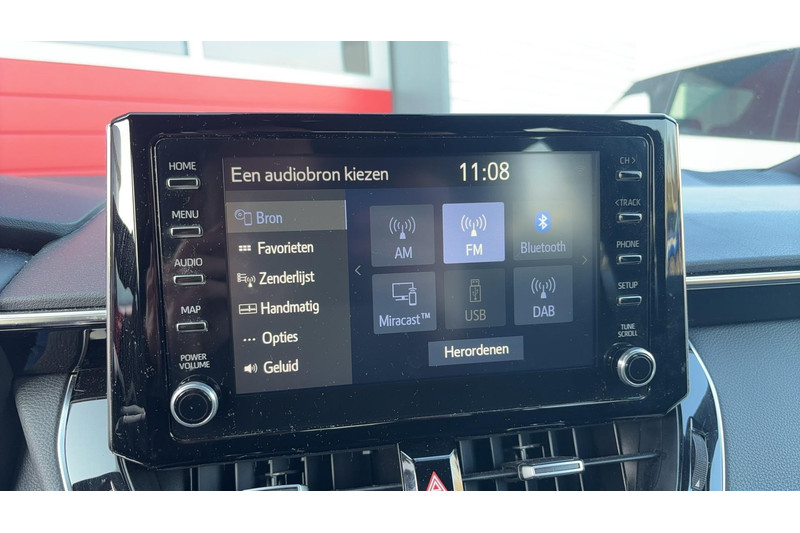 HOME
MENU
AUDIO
MAP
POWER
VOLUME
Een audiobron kiezen 11:08
Bron
Favorieten
Zenderlijst
Handmatig
Opties
Geluid
AM
FM
Bluetooth
Miracast™
USB
DAB
Herordenen
CH >
< TRACK
PHONE
SETUP
TUNE
SCROLL